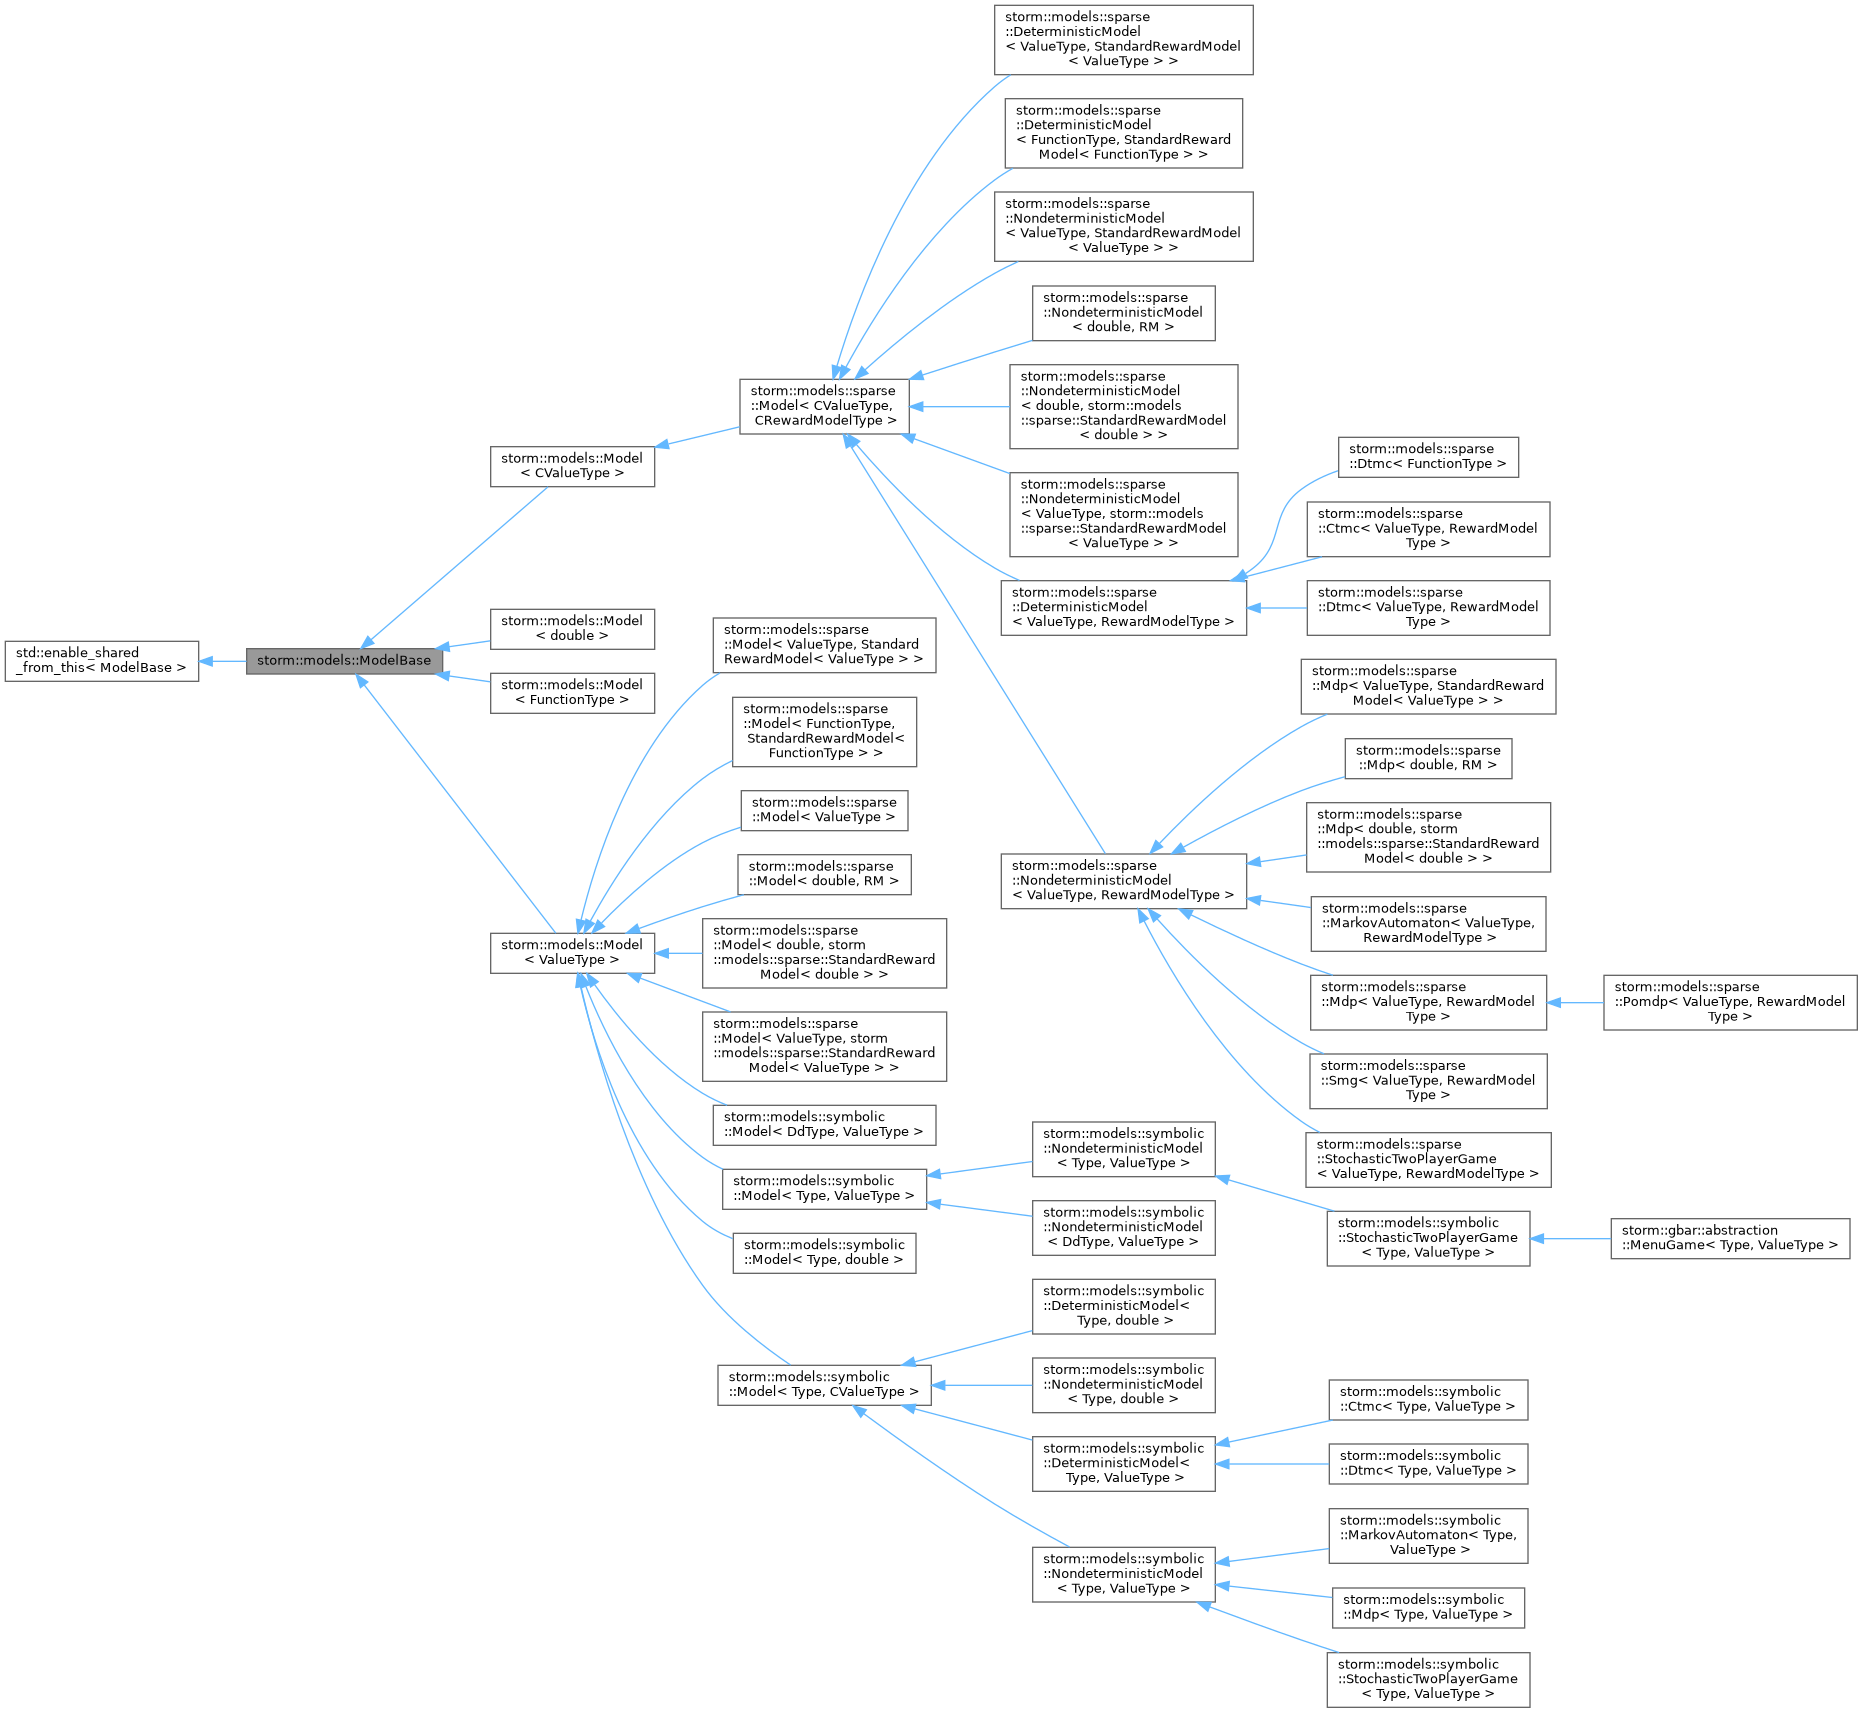 std::enable_shared
_from_this< ModelBase >
storm::models::ModelBase
storm::models::Model
< CValueType >
storm::models::Model
< double >
storm::models::Model
< FunctionType >
storm::models::Model
< ValueType >
storm::models::sparse
::Model< CValueType,
CRewardModelType >
storm::models::sparse
::Model< ValueType, Standard
RewardModel< ValueType > >
storm::models::sparse
::Model< FunctionType,
StandardRewardModel<
FunctionType > >
storm::models::sparse
::Model< ValueType >
storm::models::sparse
::Model< double, RM >
storm::models::sparse
::Model< double, storm
::models::sparse::StandardReward
Model< double > >
storm::models::sparse
::Model< ValueType, storm
::models::sparse::StandardReward
Model< ValueType > >
storm::models::symbolic
::Model< DdType, ValueType >
storm::models::symbolic
::Model< Type, ValueType >
storm::models::symbolic
::Model< Type, double >
storm::models::symbolic
::Model< Type, CValueType >
storm::models::sparse
::DeterministicModel
< ValueType, StandardRewardModel
< ValueType > >
storm::models::sparse
::DeterministicModel
< FunctionType, StandardReward
Model< FunctionType > >
storm::models::sparse
::NondeterministicModel
< ValueType, StandardRewardModel
< ValueType > >
storm::models::sparse
::NondeterministicModel
< double, RM >
storm::models::sparse
::NondeterministicModel
< double, storm::models
::sparse::StandardRewardModel
< double > >
storm::models::sparse
::NondeterministicModel
< ValueType, storm::models
::sparse::StandardRewardModel
< ValueType > >
storm::models::sparse
::DeterministicModel
< ValueType, RewardModelType >
storm::models::sparse
::NondeterministicModel
< ValueType, RewardModelType >
storm::models::symbolic
::NondeterministicModel
< Type, ValueType >
storm::models::symbolic
::NondeterministicModel
< DdType, ValueType >
storm::models::symbolic
::DeterministicModel<
Type, double >
storm::models::symbolic
::NondeterministicModel
< Type, double >
storm::models::symbolic
::DeterministicModel<
Type, ValueType >
storm::models::symbolic
::NondeterministicModel
< Type, ValueType >
storm::models::sparse
::Dtmc< FunctionType >
storm::models::sparse
::Ctmc< ValueType, RewardModel
Type >
storm::models::sparse
::Dtmc< ValueType, RewardModel
Type >
storm::models::sparse
::Mdp< ValueType, StandardReward
Model< ValueType > >
storm::models::sparse
::Mdp< double, RM >
storm::models::sparse
::Mdp< double, storm
::models::sparse::StandardReward
Model< double > >
storm::models::sparse
::MarkovAutomaton< ValueType,
RewardModelType >
storm::models::sparse
::Mdp< ValueType, RewardModel
Type >
storm::models::sparse
::Smg< ValueType, RewardModel
Type >
storm::models::sparse
::StochasticTwoPlayerGame
< ValueType, RewardModelType >
storm::models::symbolic
::StochasticTwoPlayerGame
< Type, ValueType >
storm::models::symbolic
::Ctmc< Type, ValueType >
storm::models::symbolic
::Dtmc< Type, ValueType >
storm::models::symbolic
::MarkovAutomaton< Type,
ValueType >
storm::models::symbolic
::Mdp< Type, ValueType >
storm::models::symbolic
::StochasticTwoPlayerGame
< Type, ValueType >
storm::models::sparse
::Pomdp< ValueType, RewardModel
Type >
storm::gbar::abstraction
::MenuGame< Type, ValueType >